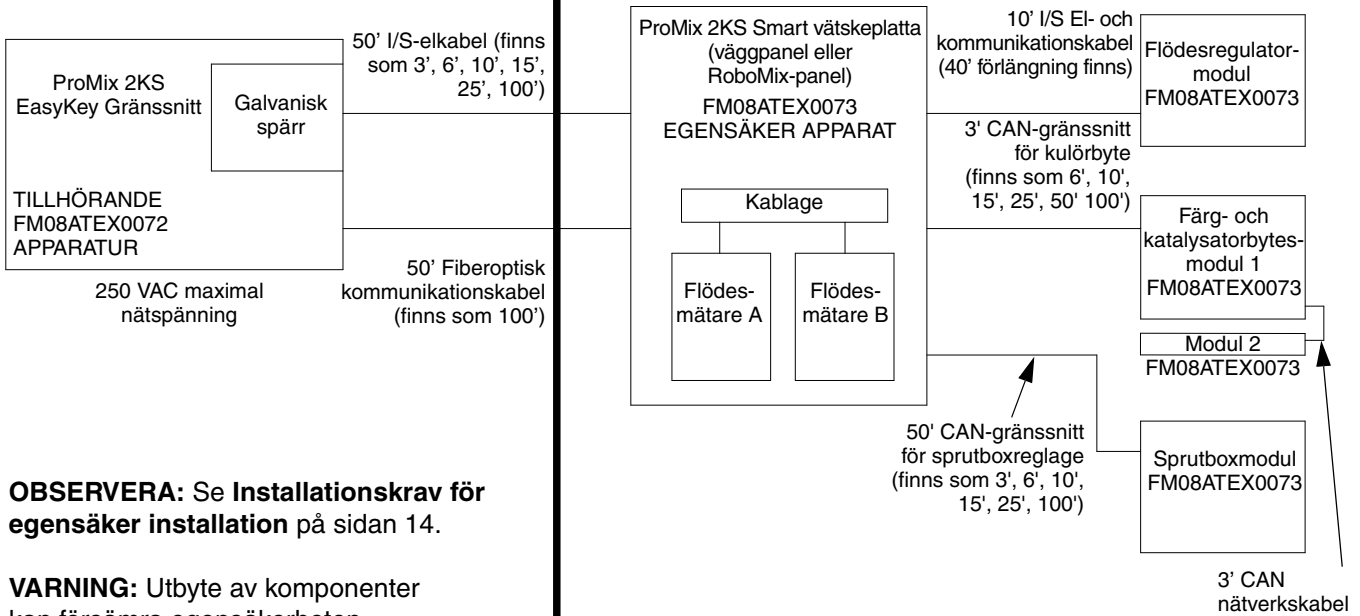 ProMix 2KS
EasyKey Gränssnitt
Galvanisk
spärr
TILLHÖRANDE
FM08ATEX0072
APPARATUR
250 VAC maximal
nätspänning
50’ I/S-elkabel (finns
som 3’, 6’, 10’, 15’,
25’, 100’)
50’ Fiberoptisk
kommunikationskabel
(finns som 100’)
ProMix 2KS Smart vätskeplatta
(väggpanel eller
RoboMix-panel)
FM08ATEX0073
EGENSÄKER APPARAT
Kablage
Flödes-
mätare A
Flödes-
mätare B
10’ I/S El- och
kommunikationskabel
(40’ förlängning finns)
Flödesregulator-
modul
FM08ATEX0073
3' CAN-gränssnitt
för kulörbyte
(finns som 6', 10',
15', 25', 50' 100')
Färg- och
katalysatorbytes-
modul 1
FM08ATEX0073
Modul 2
FM08ATEX0073
50' CAN-gränssnitt
för sprutboxreglage
(finns som 3', 6', 10',
15', 25', 100')
Sprutboxmodul
FM08ATEX0073
3’ CAN
nätverkskabel
OBSERVERA: Se Installationskrav för
egensäker installation på sidan 14.
VARNING: Utbyte av komponenter
kan försämra egensäkerheten